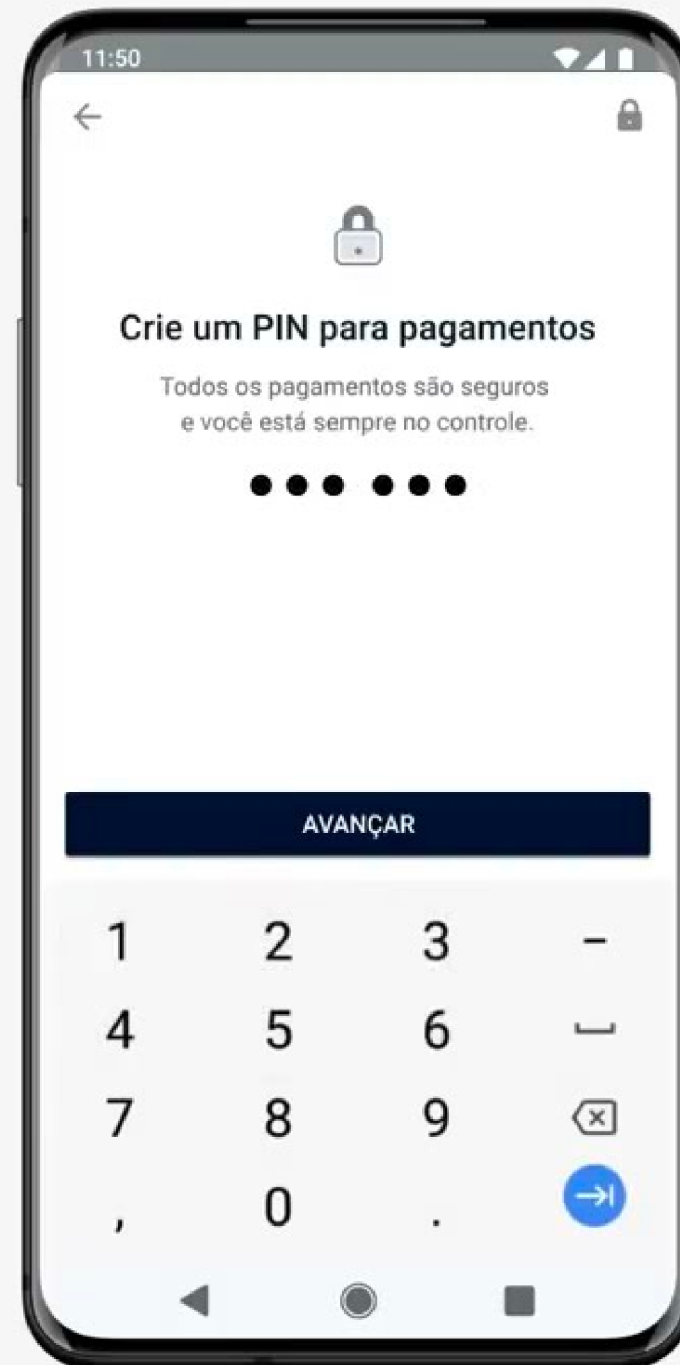 11:50
Crie um PIN para pagamentos
Todos os pagamentos são seguros
e você está sempre no controle.
AVANÇAR
1 2 3 -
4 5 6
7 8 9
, 0 .